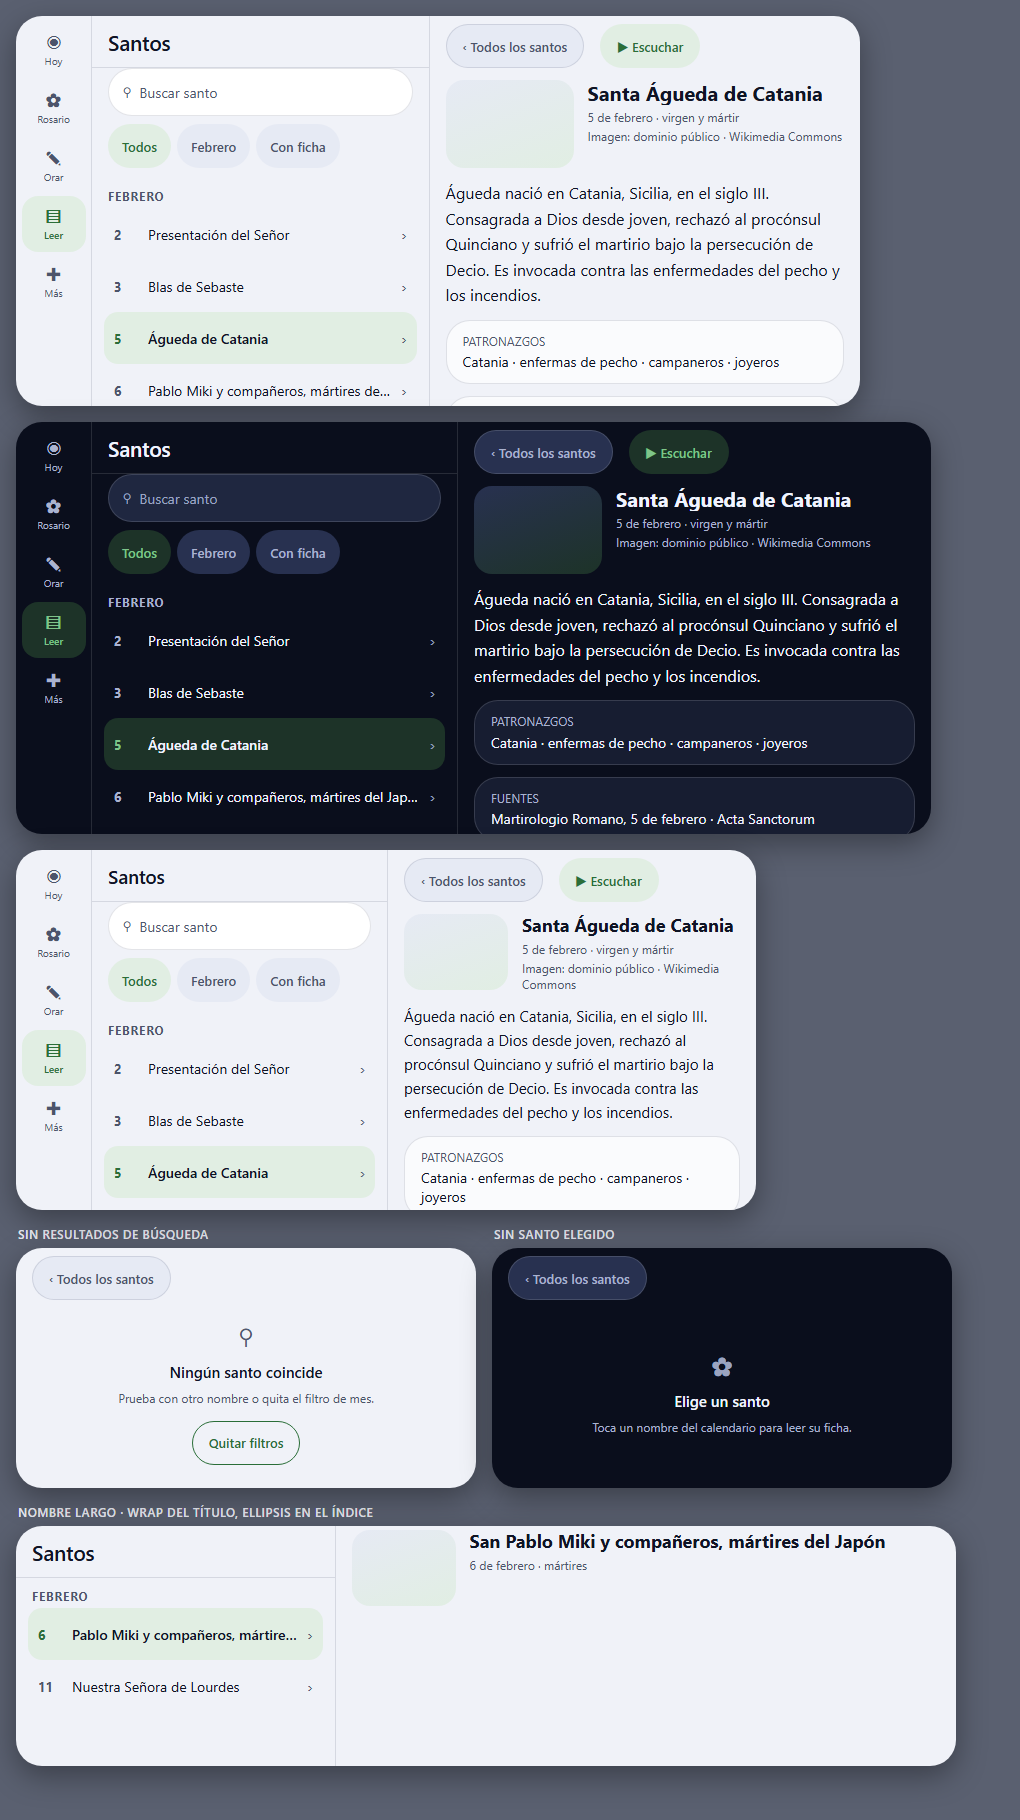 Hoy
Rosario
Orar
Leer
Más
Santos
Buscar santo
Todos
Febrero
Con ficha
FEBRERO
2 Presentación del Señor ›
3 Blas de Sebaste ›
5 Águeda de Catania ›
6 Pablo Miki y compañeros, mártires de... ›
‹ Todos los santos
▶ Escuchar
Santa Águeda de Catania
5 de febrero · virgen y mártir
Imagen: dominio público · Wikimedia Commons
Águeda nació en Catania, Sicilia, en el siglo III.
Consagrada a Dios desde joven, rechazó al procónsul
Quinciano y sufrió el martirio bajo la persecución de
Decio. Es invocada contra las enfermedades del pecho y
los incendios.
PATRONAZGOS
Catania · enfermas de pecho · campaneros · joyeros
Hoy
Rosario
Orar
Leer
Más
Santos
Buscar santo
Todos
Febrero
Con ficha
FEBRERO
2 Presentación del Señor ›
3 Blas de Sebaste ›
5 Águeda de Catania ›
6 Pablo Miki y compañeros, mártires del Jap... ›
‹ Todos los santos
▶ Escuchar
Santa Águeda de Catania
5 de febrero · virgen y mártir
Imagen: dominio público · Wikimedia Commons
Águeda nació en Catania, Sicilia, en el siglo III. Consagrada a
Dios desde joven, rechazó al procónsul Quinciano y sufrió el
martirio bajo la persecución de Decio. Es invocada contra las
enfermedades del pecho y los incendios.
PATRONAZGOS
Catania · enfermas de pecho · campaneros · joyeros
FUENTES
Martirologio Romano, 5 de febrero · Acta Sanctorum
Hoy
Rosario
Orar
Leer
Más
Santos
Buscar santo
Todos
Febrero
Con ficha
FEBRERO
2 Presentación del Señor ›
3 Blas de Sebaste ›
5 Águeda de Catania ›
‹ Todos los santos
▶ Escuchar
Santa Águeda de Catania
5 de febrero · virgen y mártir
Imagen: dominio público · Wikimedia
Commons
Águeda nació en Catania, Sicilia, en el siglo III.
Consagrada a Dios desde joven, rechazó al
procónsul Quinciano y sufrió el martirio bajo la
persecución de Decio. Es invocada contra las
enfermedades del pecho y los incendios.
PATRONAZGOS
Catania · enfermas de pecho · campaneros ·
joyeros
SIN RESULTADOS DE BÚSQUEDA
‹ Todos los santos
Ningún santo coincide
Prueba con otro nombre o quita el filtro de mes.
Quitar filtros
SIN SANTO ELEGIDO
‹ Todos los santos
Elige un santo
Toca un nombre del calendario para leer su ficha.
NOMBRE LARGO · WRAP DEL TÍTULO, ELLIPSIS EN EL ÍNDICE
Santos
FEBRERO
6 Pablo Miki y compañeros, mártire... ›
11 Nuestra Señora de Lourdes ›
San Pablo Miki y compañeros, mártires del Japón
6 de febrero · mártires